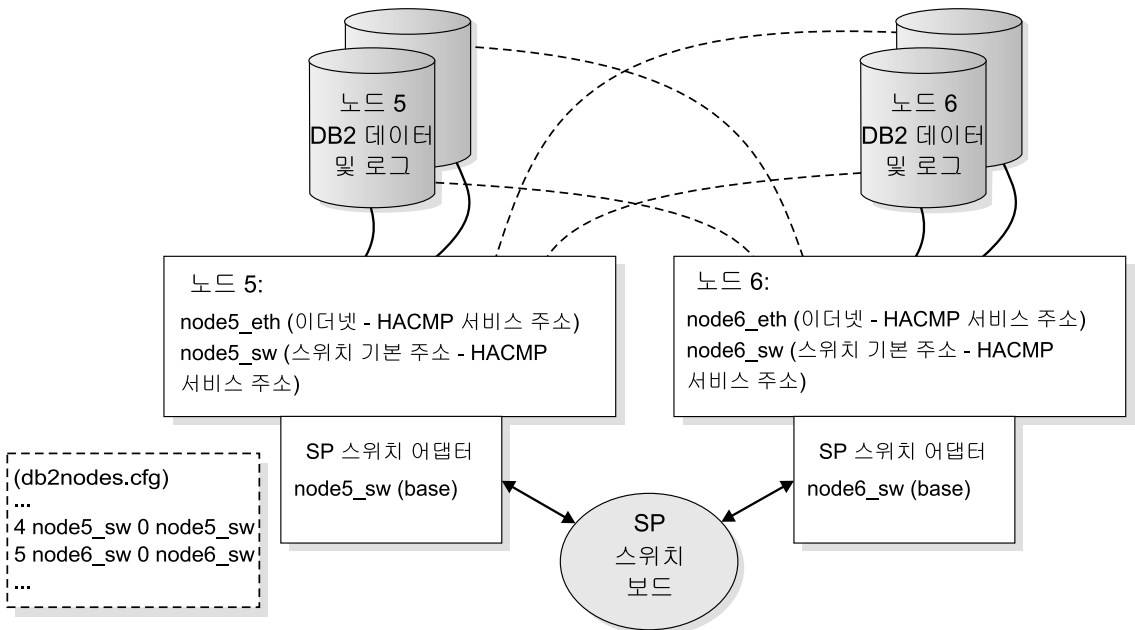 노드 5
DB2 데이터
및 로그
노드 6
DB2 데이터
및 로그
노드 5:
node5_eth (이더넷 - HACMP 서비스 주소)
node5_sw (스위치 기본 주소 - HACMP
서비스 주소)
노드 6:
node6_eth (이더넷 - HACMP 서비스 주소)
node6_sw (스위치 기본 주소 - HACMP
서비스 주소)
SP 스위치 어댑터
node5_sw (base)
SP 스위치 어댑터
node6_sw (base)
(db2nodes.cfg)
...
4 node5_sw 0 node5_sw
5 node6_sw 0 node6_sw
...
SP
스위치
보드